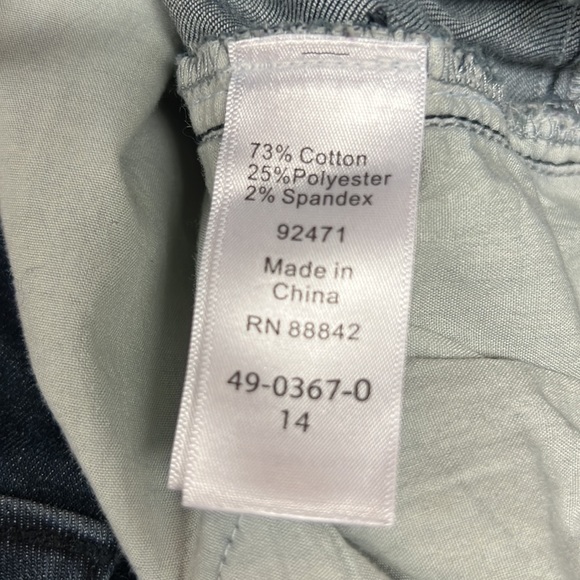 73% Cotton
25%Polyester
2% Spandex
92471
Made in
China
RN 88842
49-0367-0
14